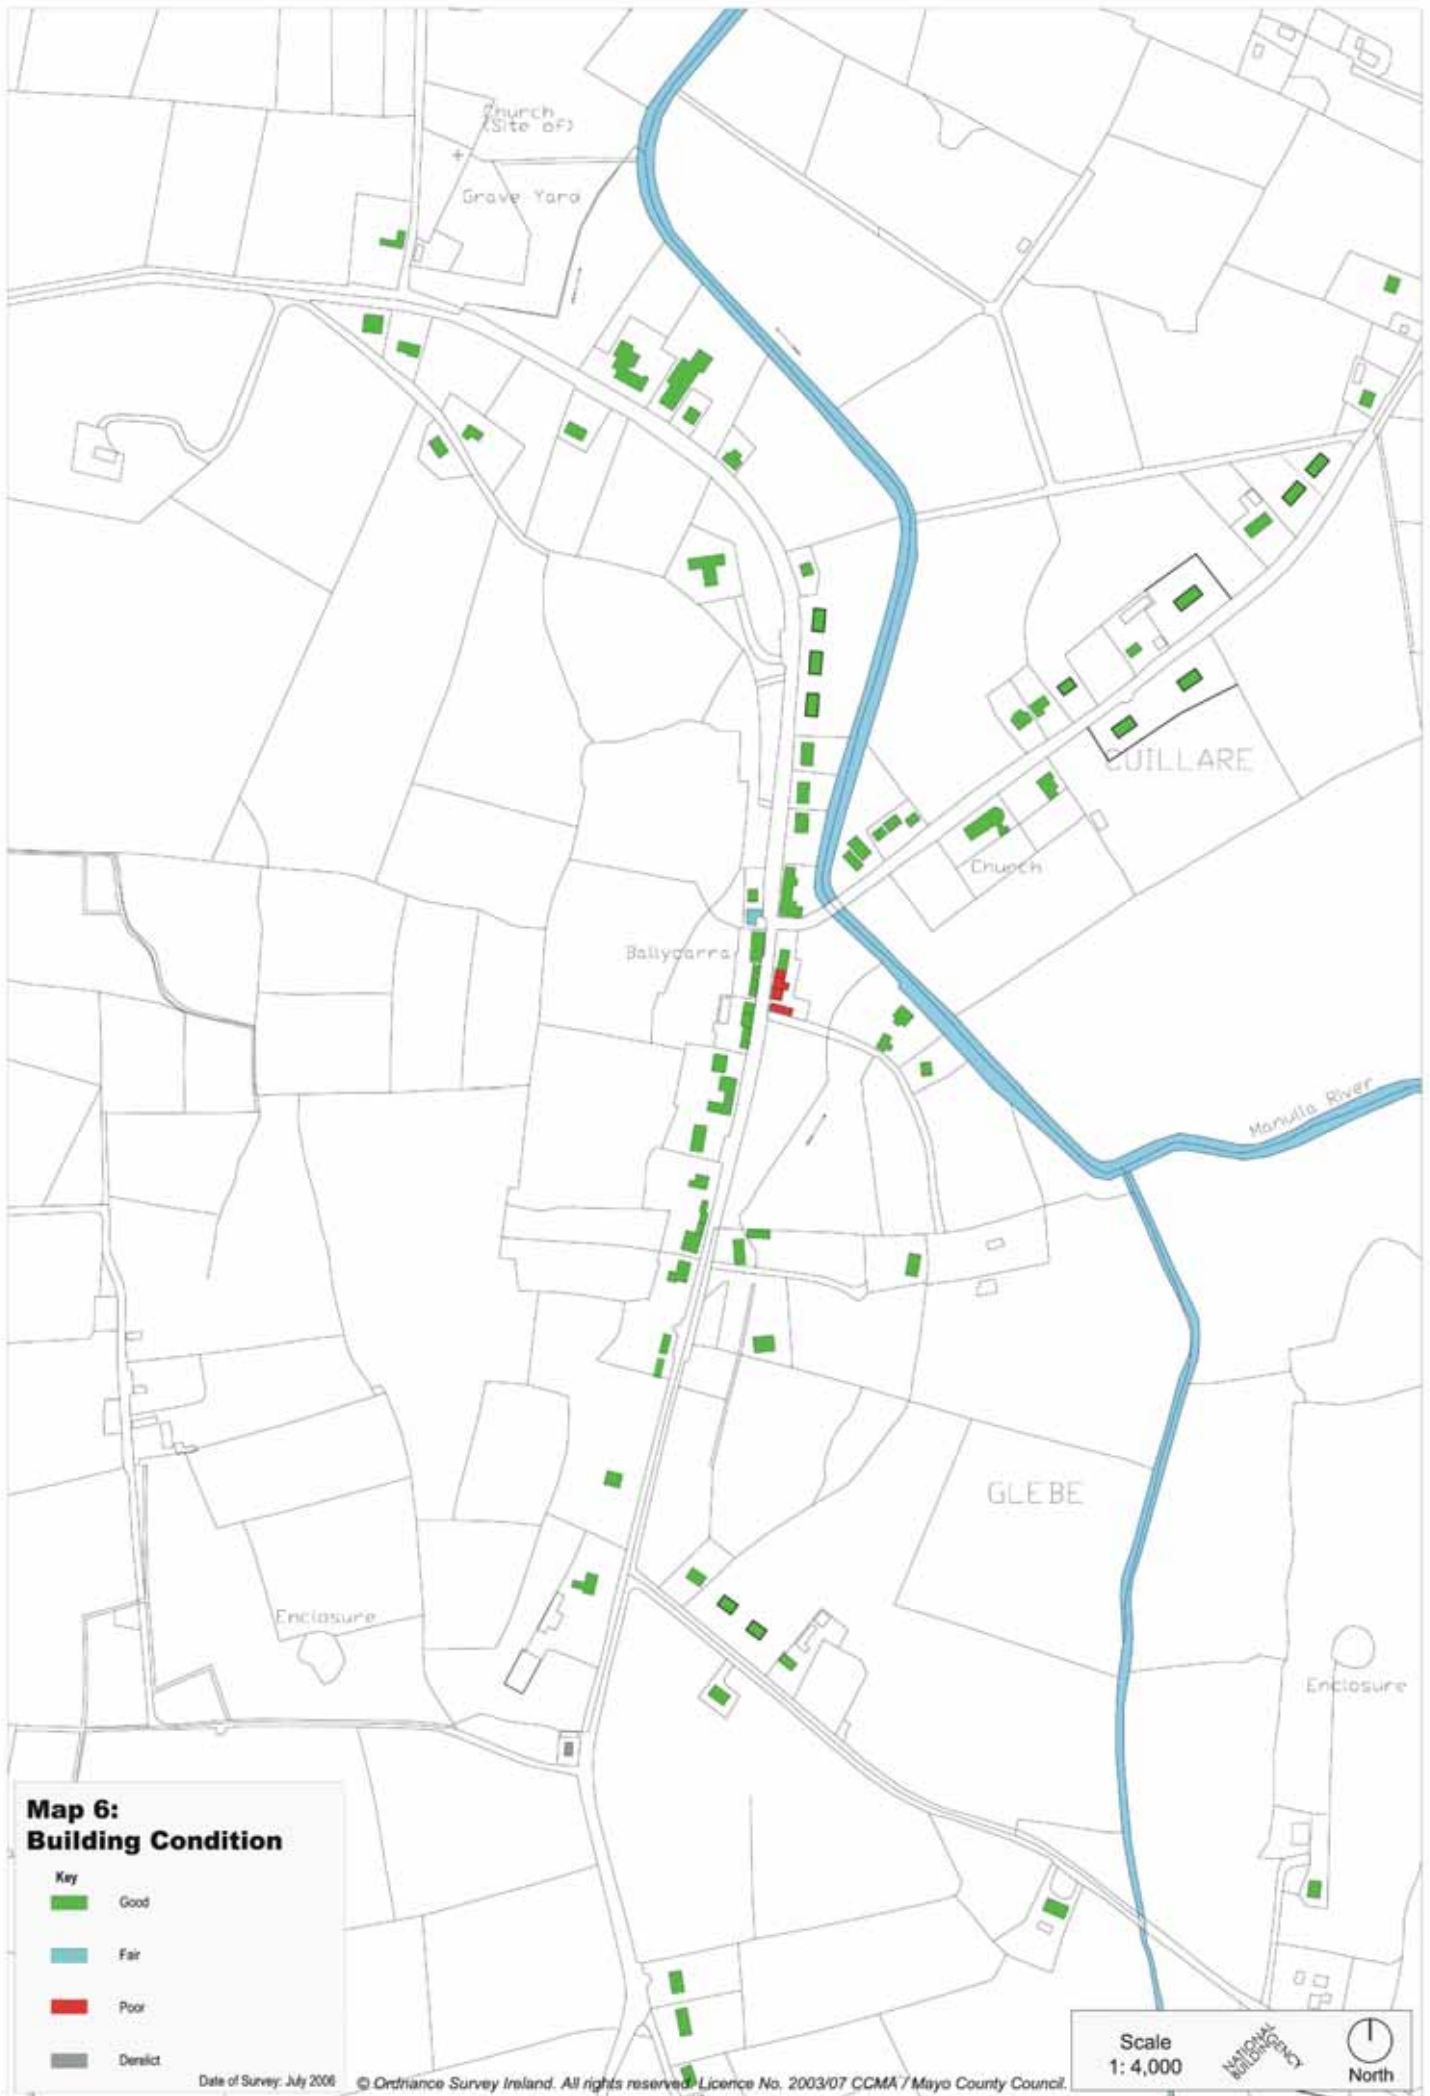 Church
(Site of)
Grave Yard
CUILLARE
Church
Ballycarra
Manulla River
GLEBE
Enclosure
Enclosure
Map 6:
Building Condition
Key
Good
Fair
Poor
Derelict
Date of Survey: July 2006
© Ordnance Survey Ireland. All rights reserved. Licence No. 2003/07 CCMA / Mayo County Council.
Scale
1: 4,000
NATIONAL
BUILDING AGENCY
North